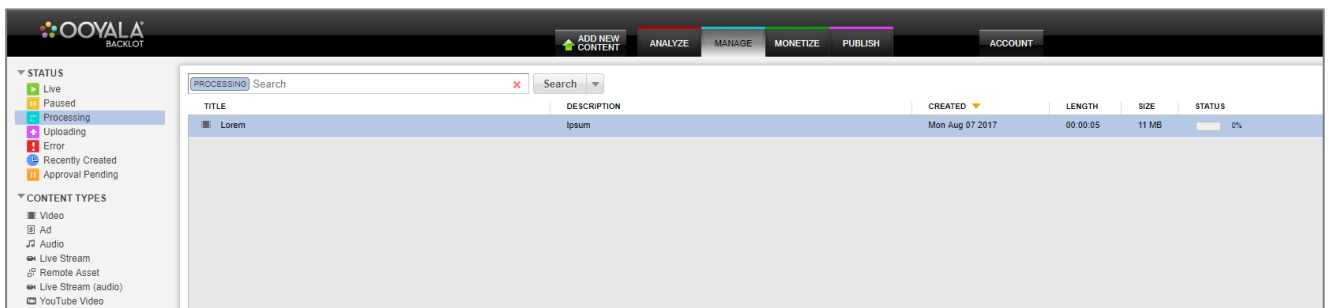 OOYALA
BACKLOT
ADD NEW
CONTENT
ANALYZE
MANAGE
MONETIZE
PUBLISH
ACCOUNT
STATUS
Live
Paused
Processing
Uploading
Error
Recently Created
Approval Pending
CONTENT TYPES
Video
Ad
Audio
Live Stream
Remote Asset
Live Stream (audio)
YouTube Video
PROCESSING Search
Search
TITLE DESCRIPTION CREATED LENGTH SIZE STATUS
Lorem Ipsum Mon Aug 07 2017 00:00:05 11 MB 0%